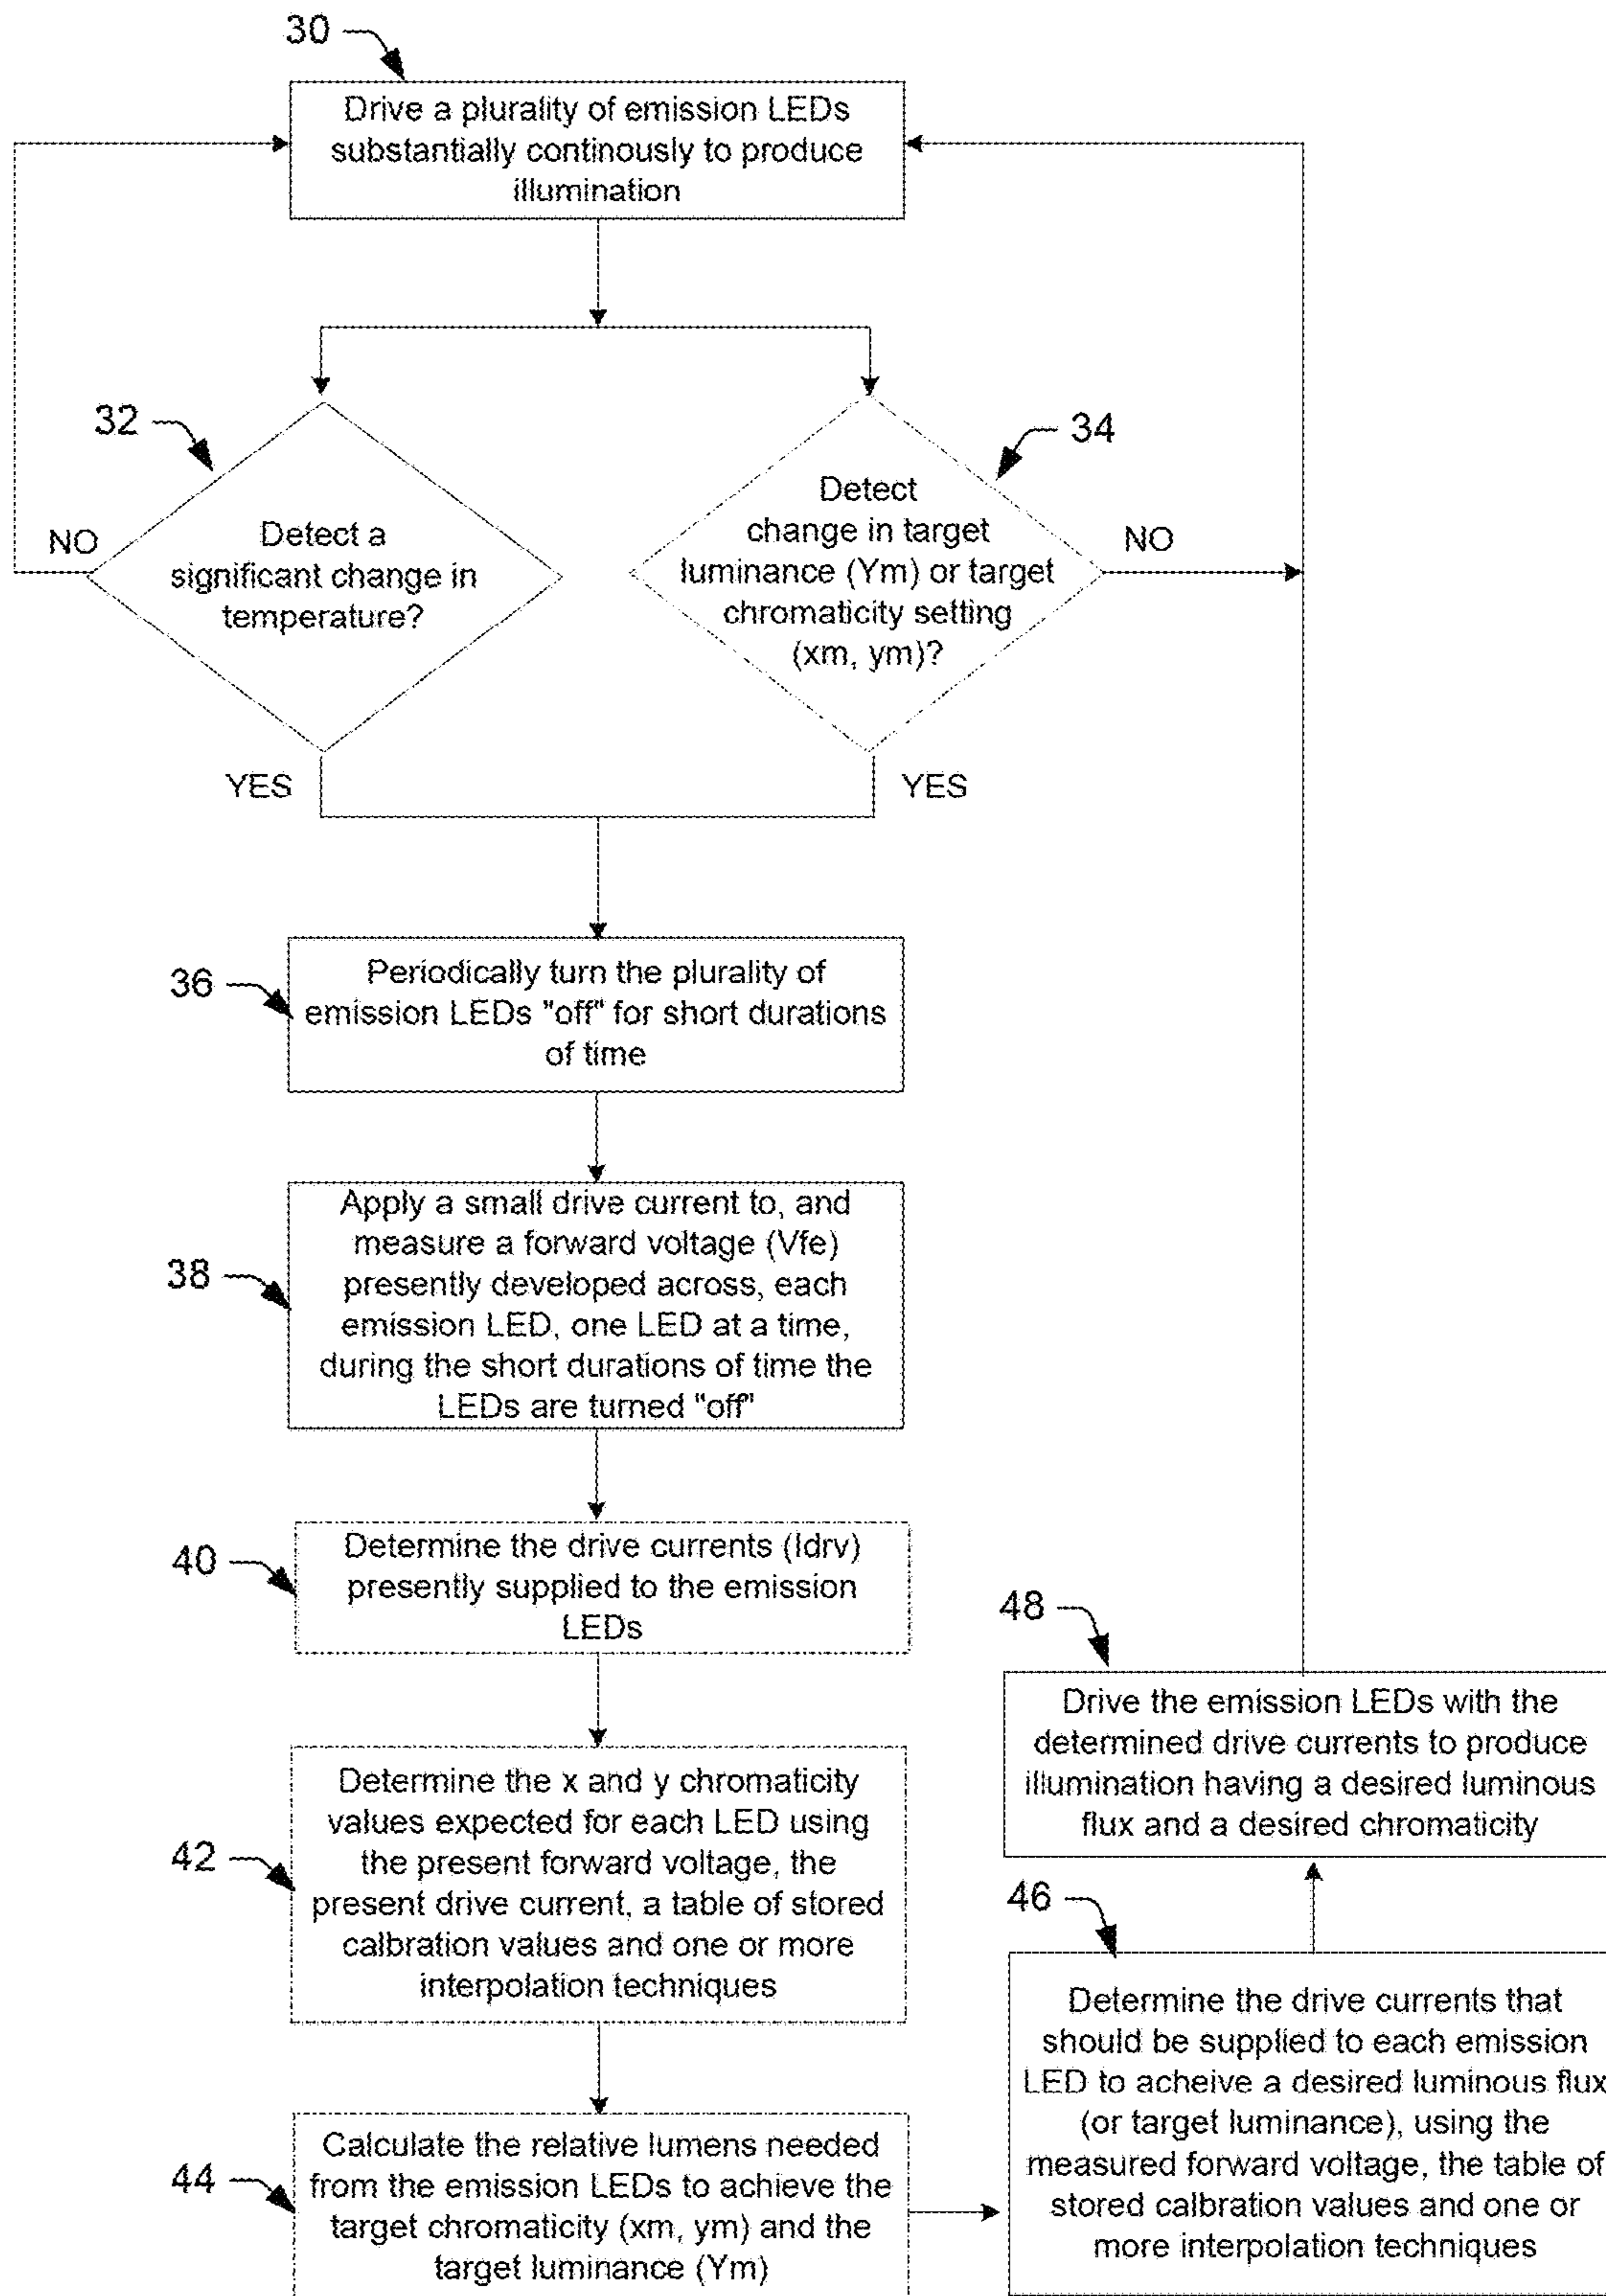 30
Drive a plurality of emission LEDs
substantially continously to produce
illumination
32
34
Detect a
significant change in
temperature?
NO
Detect
change in target
luminance (Ym) or target
chromaticity setting
(xm, ym)?
NO
YES
YES
36
Periodically turn the plurality of
emission LEDs "off" for short durations
of time
38
Apply a small drive current to, and
measure a forward voltage (Vfe)
presently developed across, each
emission LED, one LED at a time,
during the short durations of time the
LEDs are turned "off"
40
Determine the drive currents (Idrv)
presently supplied to the emission
LEDs
42
Determine the x and y chromaticity
values expected for each LED using
the present forward voltage, the
present drive current, a table of stored
calbration values and one or more
interpolation techniques
44
Calculate the relative lumens needed
from the emission LEDs to achieve the
target chromaticity (xm, ym) and the
target luminance (Ym)
46
Determine the drive currents that
should be supplied to each emission
LED to acheive a desired luminous flux
(or target luminance), using the
measured forward voltage, the table of
stored calbration values and one or
more interpolation techniques
48
Drive the emission LEDs with the
determined drive currents to produce
illumination having a desired luminous
flux and a desired chromaticity